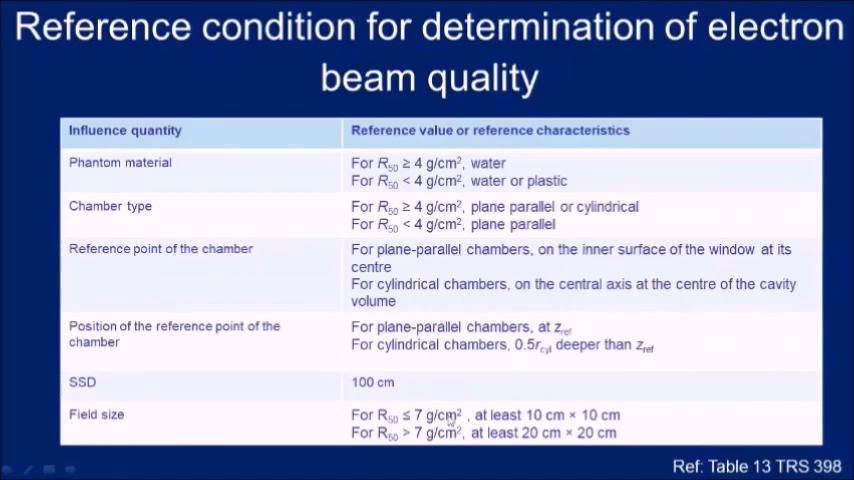 Reference condition for determination of electron
beam quality
Influence quantity
Reference value or reference characteristics
Phantom material
For R50 ≥ 4 g/cm², water
For R50 < 4 g/cm², water or plastic
Chamber type
For R50 ≥ 4 g/cm², plane parallel or cylindrical
For R50 < 4 g/cm², plane parallel
Reference point of the chamber
For plane-parallel chambers, on the inner surface of the window at its
centre
For cylindrical chambers, on the central axis at the centre of the cavity
volume
Position of the reference point of the
chamber
For plane-parallel chambers, at zref
For cylindrical chambers, 0.5rcyl deeper than zref
SSD
100 cm
Field size
For R50 ≤ 7 g/cm² , at least 10 cm × 10 cm
For R50 > 7 g/cm², at least 20 cm × 20 cm
Ref: Table 13 TRS 398